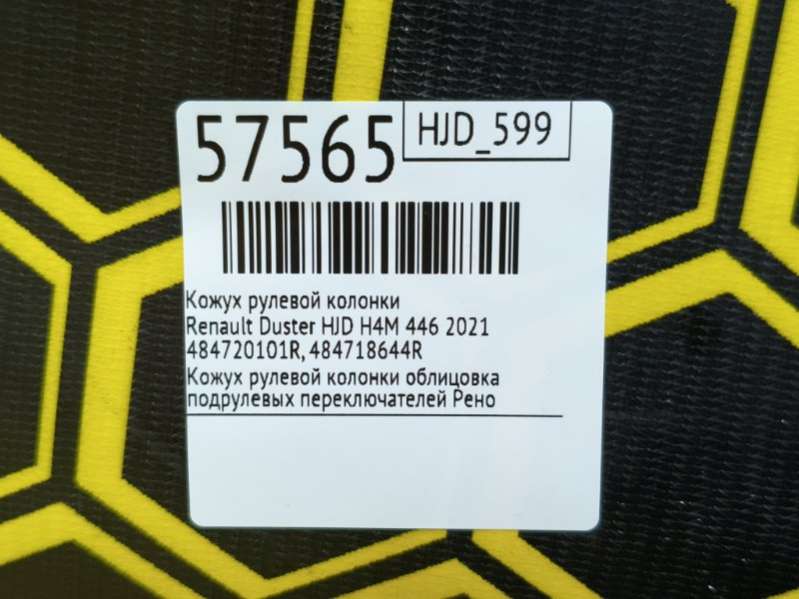 57565
HJD_599
Кожух рулевой колонки
Renault Duster HJD H4M 446 2021
484720101R, 484718644R
Кожух рулевой колонки облицовка
подрулевых переключателей Рено